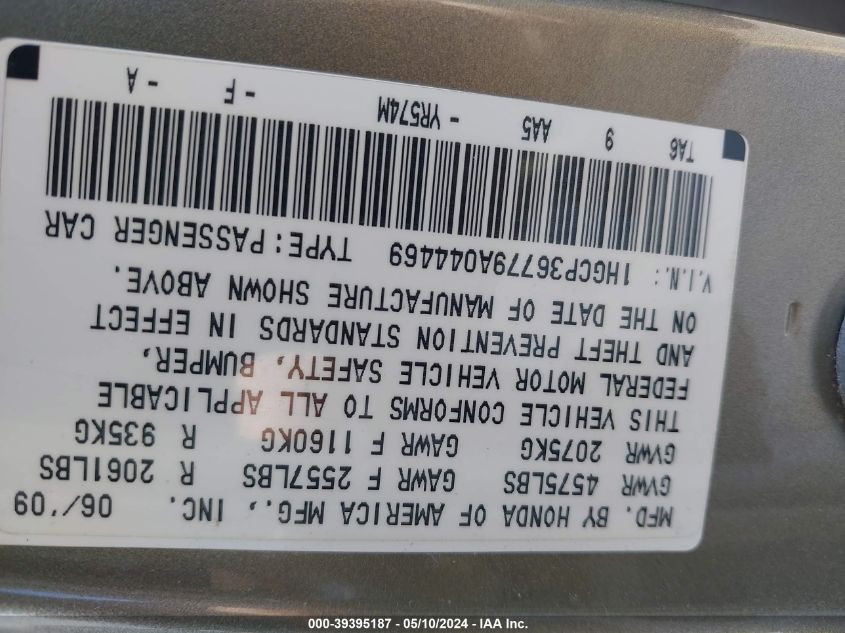 MFD. BY HONDA OF AMERICA MFG., INC. 06/'09
GVWR 4575LBS GAWR F 2557LBS R 2061LBS
GVWR 2075KG GAWR F 1160KG R 935KG
THIS VEHICLE CONFORMS TO ALL APPLICABLE
FEDERAL MOTOR VEHICLE SAFETY, BUMPER,
AND THEFT PREVENTION STANDARDS IN EFFECT
ON THE DATE OF MANUFACTURE SHOWN ABOVE.
V.I.N.: 1HGCP36779A044469 TYPE:PASSENGER CAR
TA6 9 AA5 - YR574M - F - A
000-39395187 - 05/10/2024 - IAA Inc.